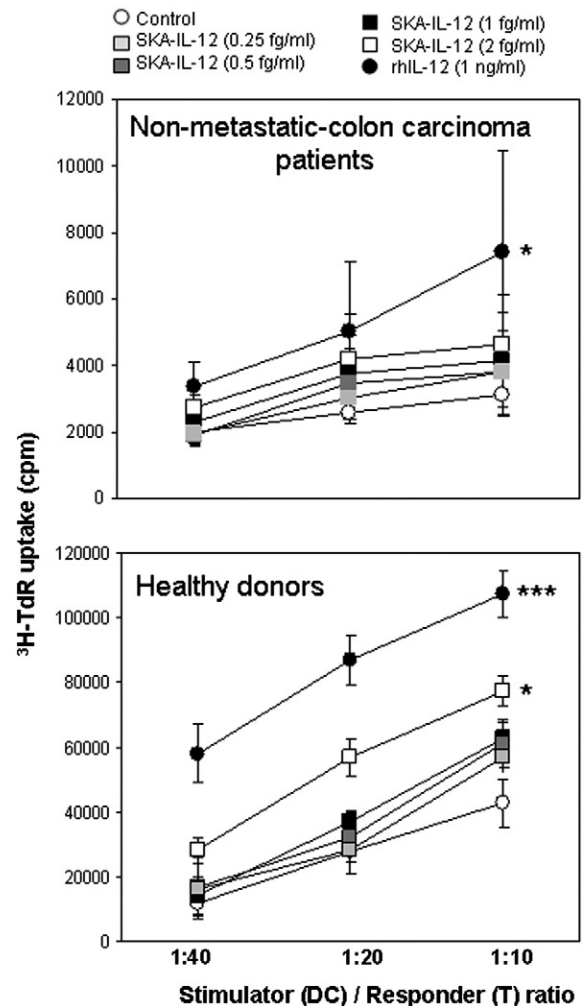 Control
SKA-IL-12 (0.25 fg/ml)
SKA-IL-12 (0.5 fg/ml)
SKA-IL-12 (1 fg/ml)
SKA-IL-12 (2 fg/ml)
rhIL-12 (1 ng/ml)
Non-metastatic-colon carcinoma
patients
12000
10000
8000
6000
4000
2000
0
*
³H-TdR uptake (cpm)
Healthy donors
120000
100000
80000
60000
40000
20000
0
***
*
1:40 1:20 1:10
Stimulator (DC) / Responder (T) ratio